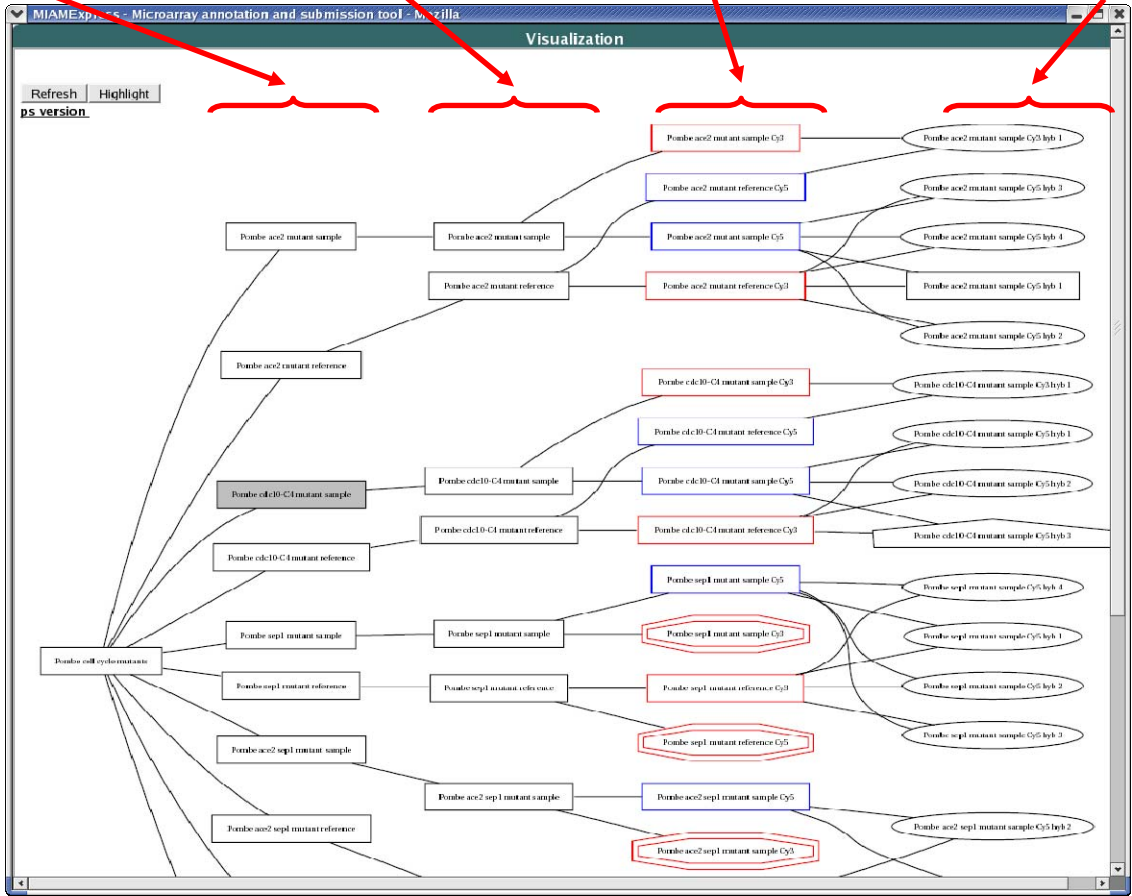 MIAMExpress - Microarray annotation and submission tool - Mozilla
Visualization
Refresh
Highlight
ps version
Pombe ace2 mutant sample Cy3
Pombe ace2 mutant sample Cy3 hyb 1
Pombe ace2 mutant reference Cy5
Pombe ace2 mutant sample Cy5 hyb 3
Pombe ace2 mutant sample
Pombe ace2 mutant sample
Pombe ace2 mutant sample Cy5
Pombe ace2 mutant sample Cy5 hyb 4
Pombe ace2 mutant reference
Pombe ace2 mutant reference Cy3
Pombe ace2 mutant sample Cy5 hyb 1
Pombe ace2 mutant sample Cy5 hyb 2
Pombe ace2 mutant reference
Pombe cdc10-C4 mutant sample Cy3
Pombe cdc10-C4 mutant sample Cy3 hyb 1
Pombe cdc10-C4 mutant reference Cy5
Pombe cdc10-C4 mutant sample Cy5 hyb 1
Pombe cdc10-C4 mutant sample
Pombe cdc10-C4 mutant sample
Pombe cdc10-C4 mutant sample Cy5
Pombe cdc10-C4 mutant sample Cy5 hyb 2
Pombe cdc10-C4 mutant reference
Pombe cdc10-C4 mutant reference Cy3
Pombe cdc10-C4 mutant sample Cy5 hyb 3
Pombe cdc10-C4 mutant reference
Pombe sep1 mutant sample Cy5
Pombe sep1 mutant sample Cy5 hyb 4
Pombe sep1 mutant sample
Pombe sep1 mutant sample
Pombe sep1 mutant sample Cy3
Pombe sep1 mutant sample Cy5 hyb 1
Pombe cell cycle mutants
Pombe sep1 mutant reference
Pombe sep1 mutant reference
Pombe sep1 mutant reference Cy3
Pombe sep1 mutant sample Cy5 hyb 2
Pombe sep1 mutant reference Cy5
Pombe sep1 mutant sample Cy5 hyb 3
Pombe ace2 sep1 mutant sample
Pombe ace2 sep1 mutant sample
Pombe ace2 sep1 mutant sample Cy5
Pombe ace2 sep1 mutant reference
Pombe ace2 sep1 mutant sample Cy5 hyb 2
Pombe ace2 sep1 mutant sample Cy3